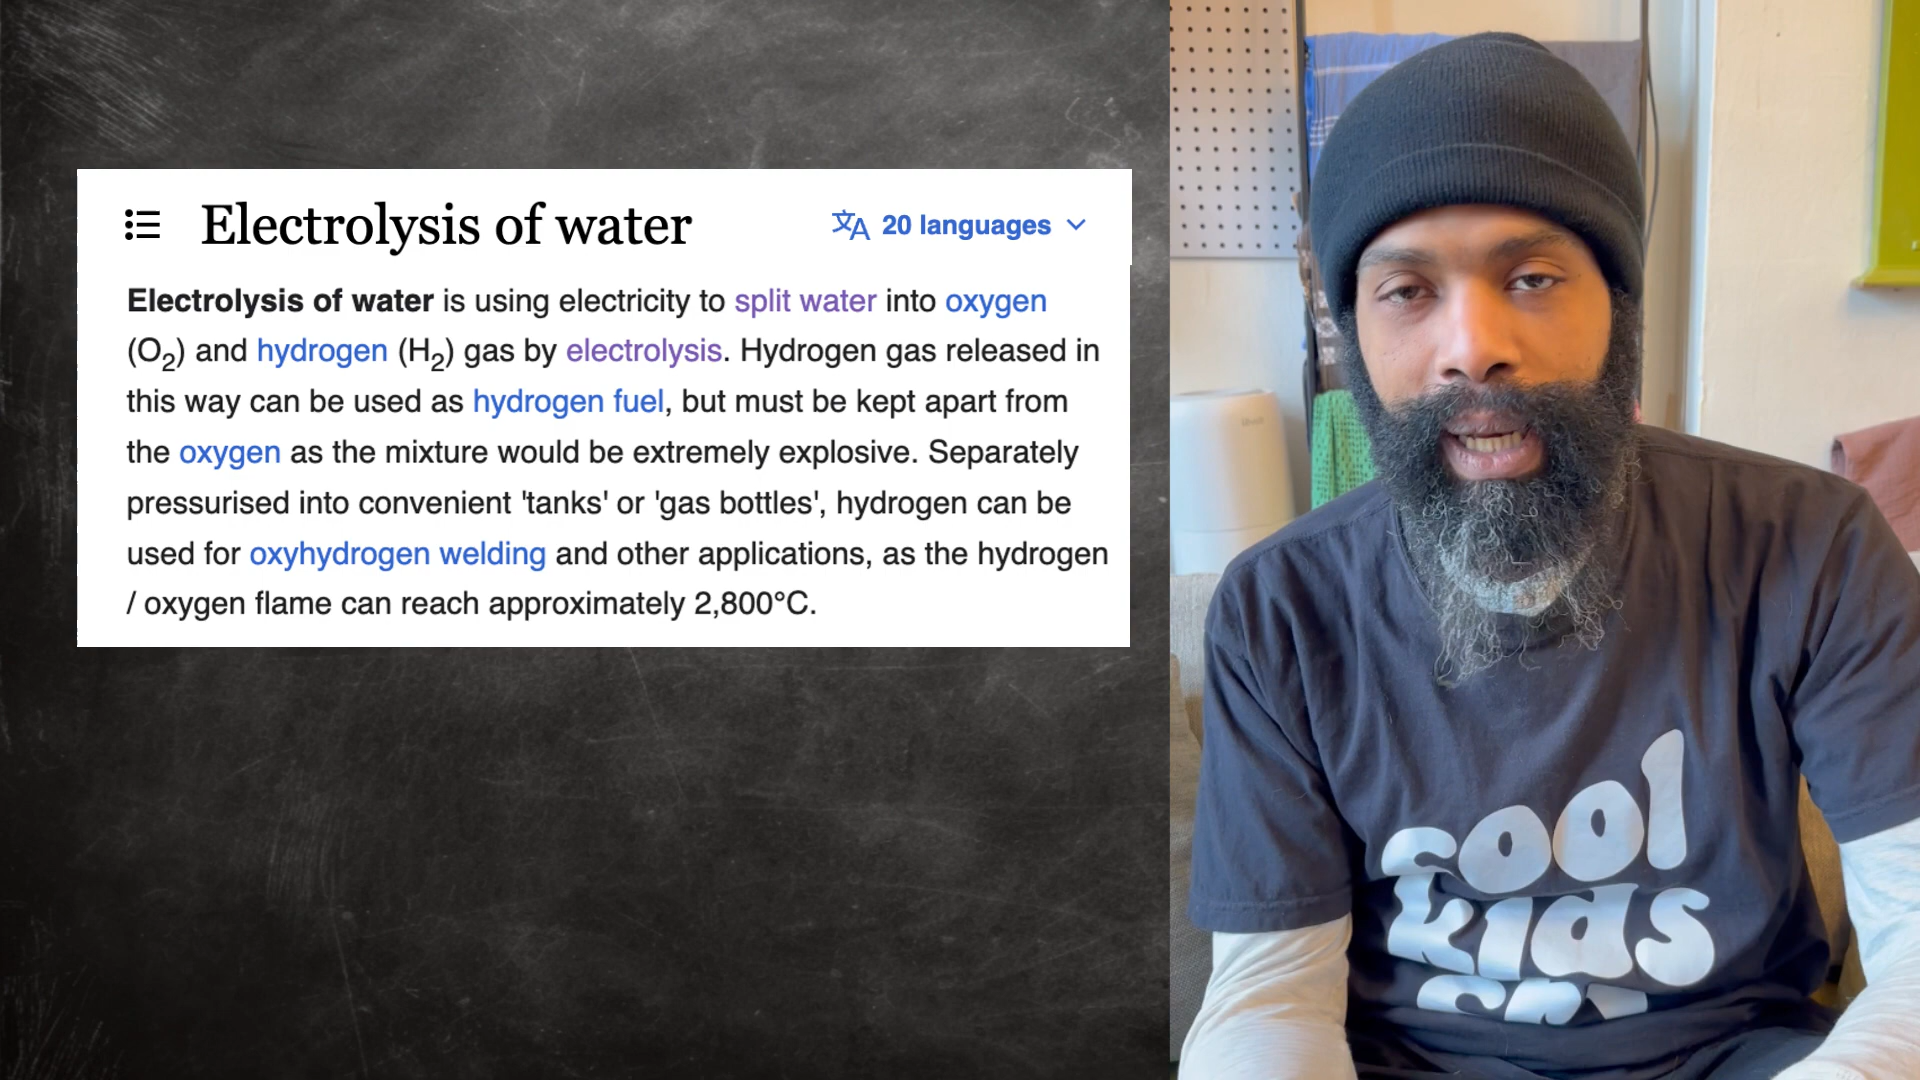 Electrolysis of water
20 languages
Electrolysis of water is using electricity to split water into oxygen
(O2) and hydrogen (H2) gas by electrolysis. Hydrogen gas released in
this way can be used as hydrogen fuel, but must be kept apart from
the oxygen as the mixture would be extremely explosive. Separately
pressurised into convenient 'tanks' or 'gas bottles', hydrogen can be
used for oxyhydrogen welding and other applications, as the hydrogen
/ oxygen flame can reach approximately 2,800°C.
cool
kids